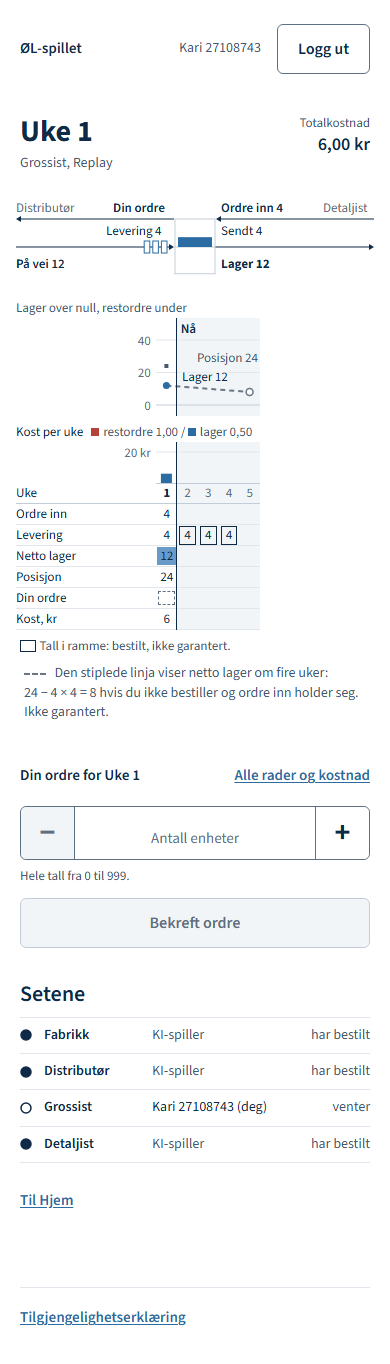 ØL-spillet
Kari 27108743
Logg ut
Uke 1
Totalkostnad
6,00 kr
Grossist, Replay
Distributør
Din ordre
Ordre inn 4
Detaljist
Levering 4
Sendt 4
På vei 12
Lager 12
Lager over null, restordre under
Nå
40
Posisjon 24
20
Lager 12
0
Kost per uke restordre 1,00 / lager 0,50
20 kr
Uke 1 2 3 4 5
Ordre inn 4
Levering 4 4 4 4
Netto lager 12
Posisjon 24
Din ordre
Kost, kr 6
Tall i ramme: bestilt, ikke garantert.
Den stiplede linja viser netto lager om fire uker:
24 − 4 × 4 = 8 hvis du ikke bestiller og ordre inn holder seg.
Ikke garantert.
Din ordre for Uke 1
Alle rader og kostnad
−
Antall enheter
+
Hele tall fra 0 til 999.
Bekreft ordre
Setene
Fabrikk KI-spiller har bestilt
Distributør KI-spiller har bestilt
Grossist Kari 27108743 (deg) venter
Detaljist KI-spiller har bestilt
Til Hjem
Tilgjengelighetserklæring